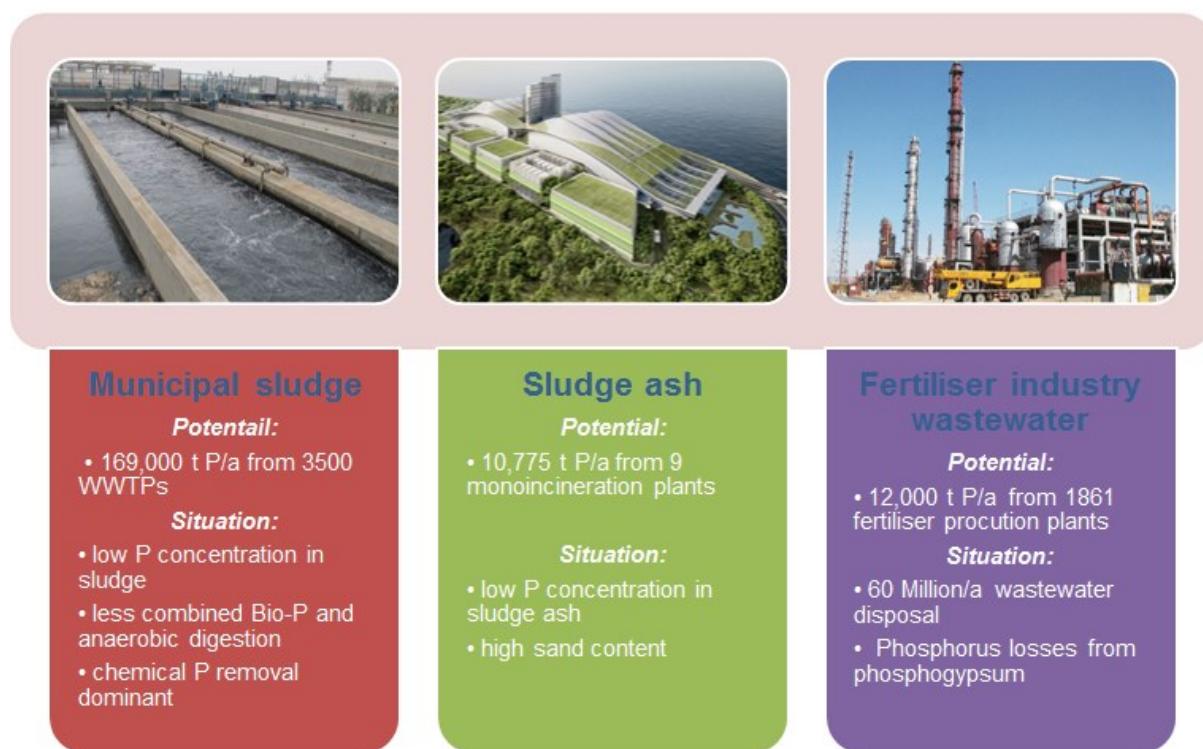 Municipal sludge
Potentail:
• 169,000 t P/a from 3500
WWTPs
Situation:
• low P concentration in
sludge
• less combined Bio-P and
anaerobic digestion
• chemical P removal
dominant
Sludge ash
Potential:
• 10,775 t P/a from 9
monoincineration plants
Situation:
• low P concentration in
sludge ash
• high sand content
Fertiliser industry
wastewater
Potential:
• 12,000 t P/a from 1861
fertiliser procution plants
Situation:
• 60 Million/a wastewater
disposal
• Phosphorus losses from
phosphogypsum